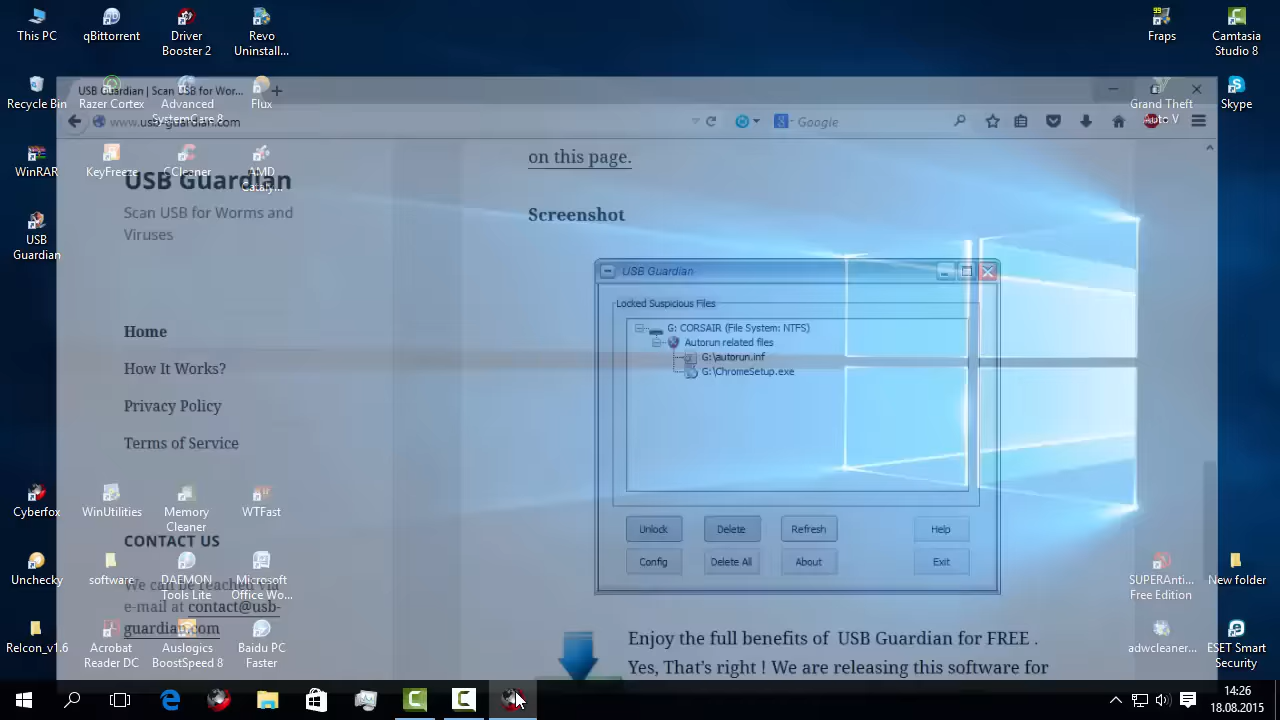 This PC
qBittorrent
Driver
Booster 2
Revo
Uninstall...
Fraps
Camtasia
Studio 8
USB Guardian | Scan USB for Wor...
Recycle Bin
Razer Cortex
Advanced
SystemCare 8
Flux
Grand Theft
Auto V
Skype
www.usb-guardian.com
Google
on this page.
WinRAR
KeyFreeze
CCleaner
AMD
Cataly...
USB Guardian
Scan USB for Worms and
Viruses
Screenshot
USB
Guardian
USB Guardian
Locked Suspicious Files
G: CORSAIR (File System: NTFS)
Autorun related files
G:\autorun.inf
G:\ChromeSetup.exe
Home
How It Works?
Privacy Policy
Terms of Service
Unlock
Delete
Refresh
Help
Config
Delete All
About
Exit
Cyberfox
WinUtilities
Memory
Cleaner
WTFast
CONTACT US
We can be reached via
e-mail at contact@usb-
guardian.com
Unchecky
software
DAEMON
Tools Lite
Microsoft
Office Wo...
SUPERAnti...
Free Edition
New folder
Relcon_v1.6
Acrobat
Reader DC
Auslogics
BoostSpeed 8
Baidu PC
Faster
adwcleaner...
ESET Smart
Security
Enjoy the full benefits of USB Guardian for FREE .
Yes, That's right ! We are releasing this software for
14:26
18.08.2015